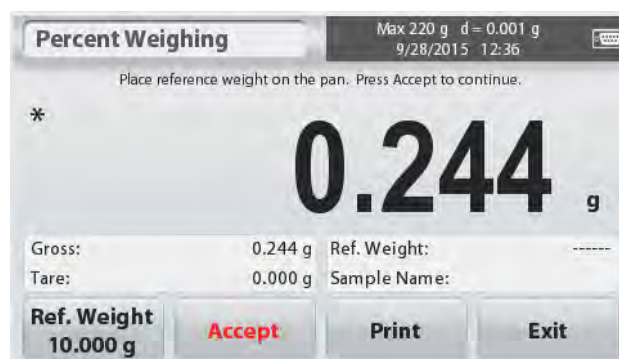 Percent Weighing
Max 220 g d = 0.001 g
9/28/2015 12:36
Place reference weight on the pan. Press Accept to continue.
*
0.244 g
Gross: 0.244 g Ref. Weight: ------
Tare: 0.000 g Sample Name:
Ref. Weight
10.000 g
Accept
Print
Exit